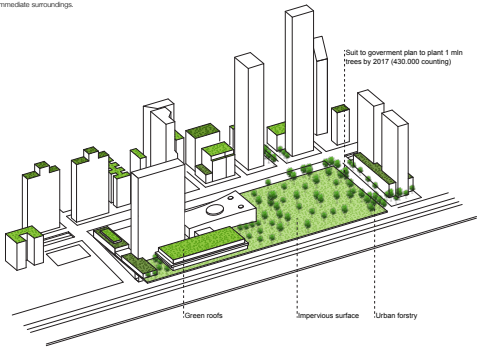 mmediate surroundings.
Suit to goverment plan to plant 1 mln
trees by 2017 (430.000 counting)
Green roofs
Impervious surface
Urban forstry